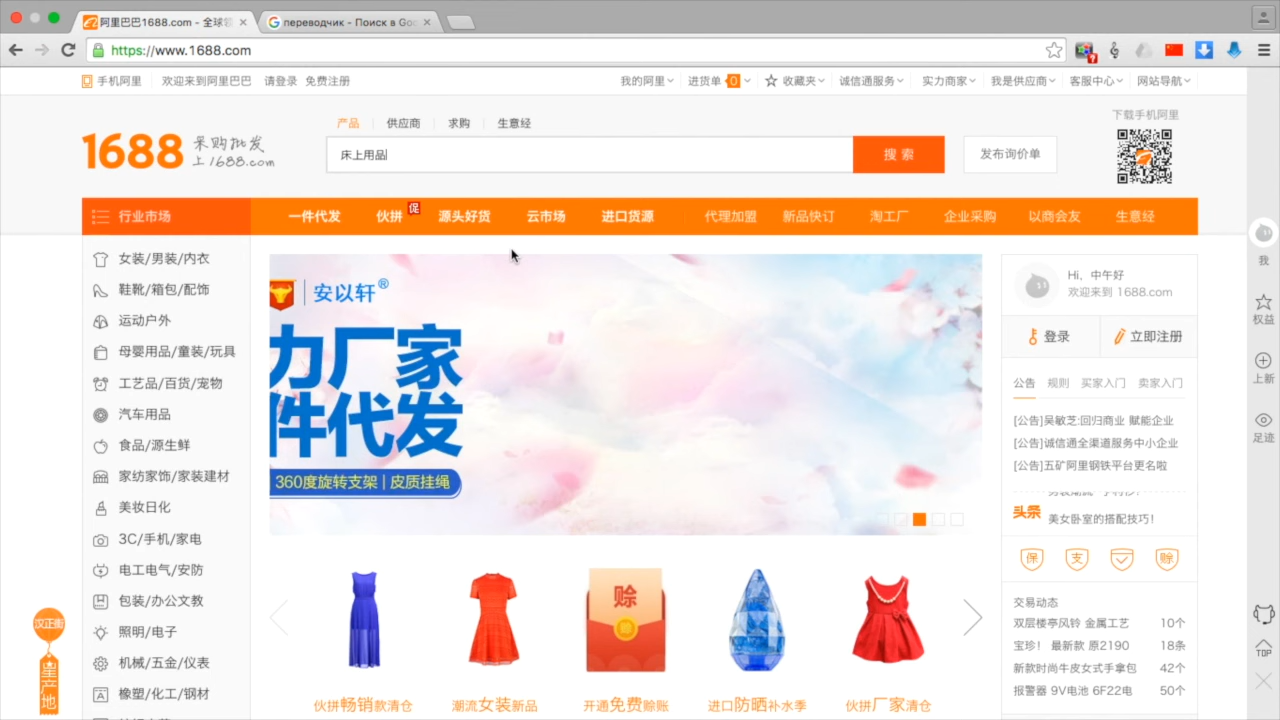 阿里巴巴1688.com - 全球领
переводчик - Поиск в Goo
https://www.1688.com
手机阿里 欢迎来到阿里巴巴 请登录 免费注册
我的阿里 进货单 0 收藏夹 诚信通服务 实力商家 我是供应商 客服中心 网站导航
下载手机阿里
1688 采购批发
上1688.com
产品 供应商 求购 生意经
床上用品
搜 索
发布询价单
行业市场
一件代发 伙拼 促 源头好货 云市场 进口货源 代理加盟 新品快订 淘工厂 企业采购 以商会友 生意经
女装/男装/内衣
鞋靴/箱包/配饰
运动户外
母婴用品/童装/玩具
工艺品/百货/宠物
汽车用品
食品/源生鲜
家纺家饰/家装建材
美妆日化
3C/手机/家电
电工电气/安防
包装/办公文教
照明/电子
机械/五金/仪表
橡塑/化工/钢材
安以轩®
力厂家
件代发
360度旋转支架 | 皮质挂绳
伙拼畅销款清仓
潮流女装新品
赊
开通免费赊账
进口防晒补水季
伙拼厂家清仓
Hi, 中午好
欢迎来到 1688.com
登录 立即注册
公告 规则 买家入门 卖家入门
[公告]吴敏芝:回归商业 赋能企业
[公告]诚信通全渠道服务中小企业
[公告]五矿阿里钢铁平台更名啦
头条
美女卧室的搭配技巧!
保 支 赊
交易动态
双层楼亭风铃 金属工艺 10个
宝珍! 最新款 原2190 18条
新款时尚牛皮女式手拿包 42个
报警器 9V电池 6F22电 50个
我
权益
上新
足迹
TOP
汉正街
星产地